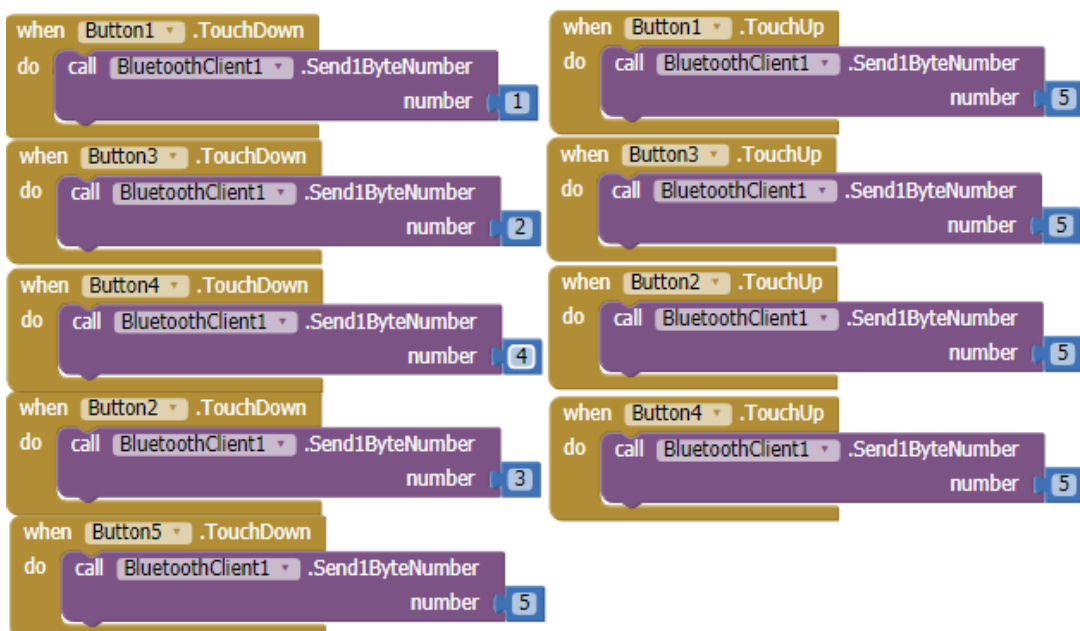 when Button1 .TouchDown
do call BluetoothClient1 .Send1ByteNumber
number 1
when Button3 .TouchDown
do call BluetoothClient1 .Send1ByteNumber
number 2
when Button4 .TouchDown
do call BluetoothClient1 .Send1ByteNumber
number 4
when Button2 .TouchDown
do call BluetoothClient1 .Send1ByteNumber
number 3
when Button5 .TouchDown
do call BluetoothClient1 .Send1ByteNumber
number 5
when Button1 .TouchUp
do call BluetoothClient1 .Send1ByteNumber
number 5
when Button3 .TouchUp
do call BluetoothClient1 .Send1ByteNumber
number 5
when Button2 .TouchUp
do call BluetoothClient1 .Send1ByteNumber
number 5
when Button4 .TouchUp
do call BluetoothClient1 .Send1ByteNumber
number 5